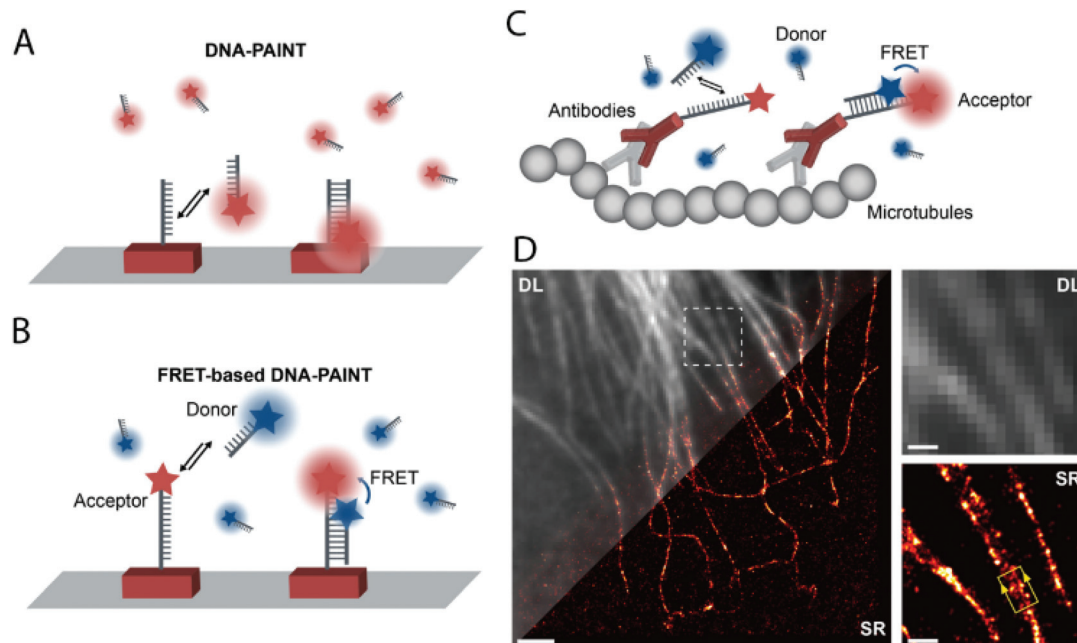 A
DNA-PAINT
B
FRET-based DNA-PAINT
Donor
FRET
Acceptor
C
Donor
FRET
Antibodies
Acceptor
Microtubules
D
DL
SR
DL
SR